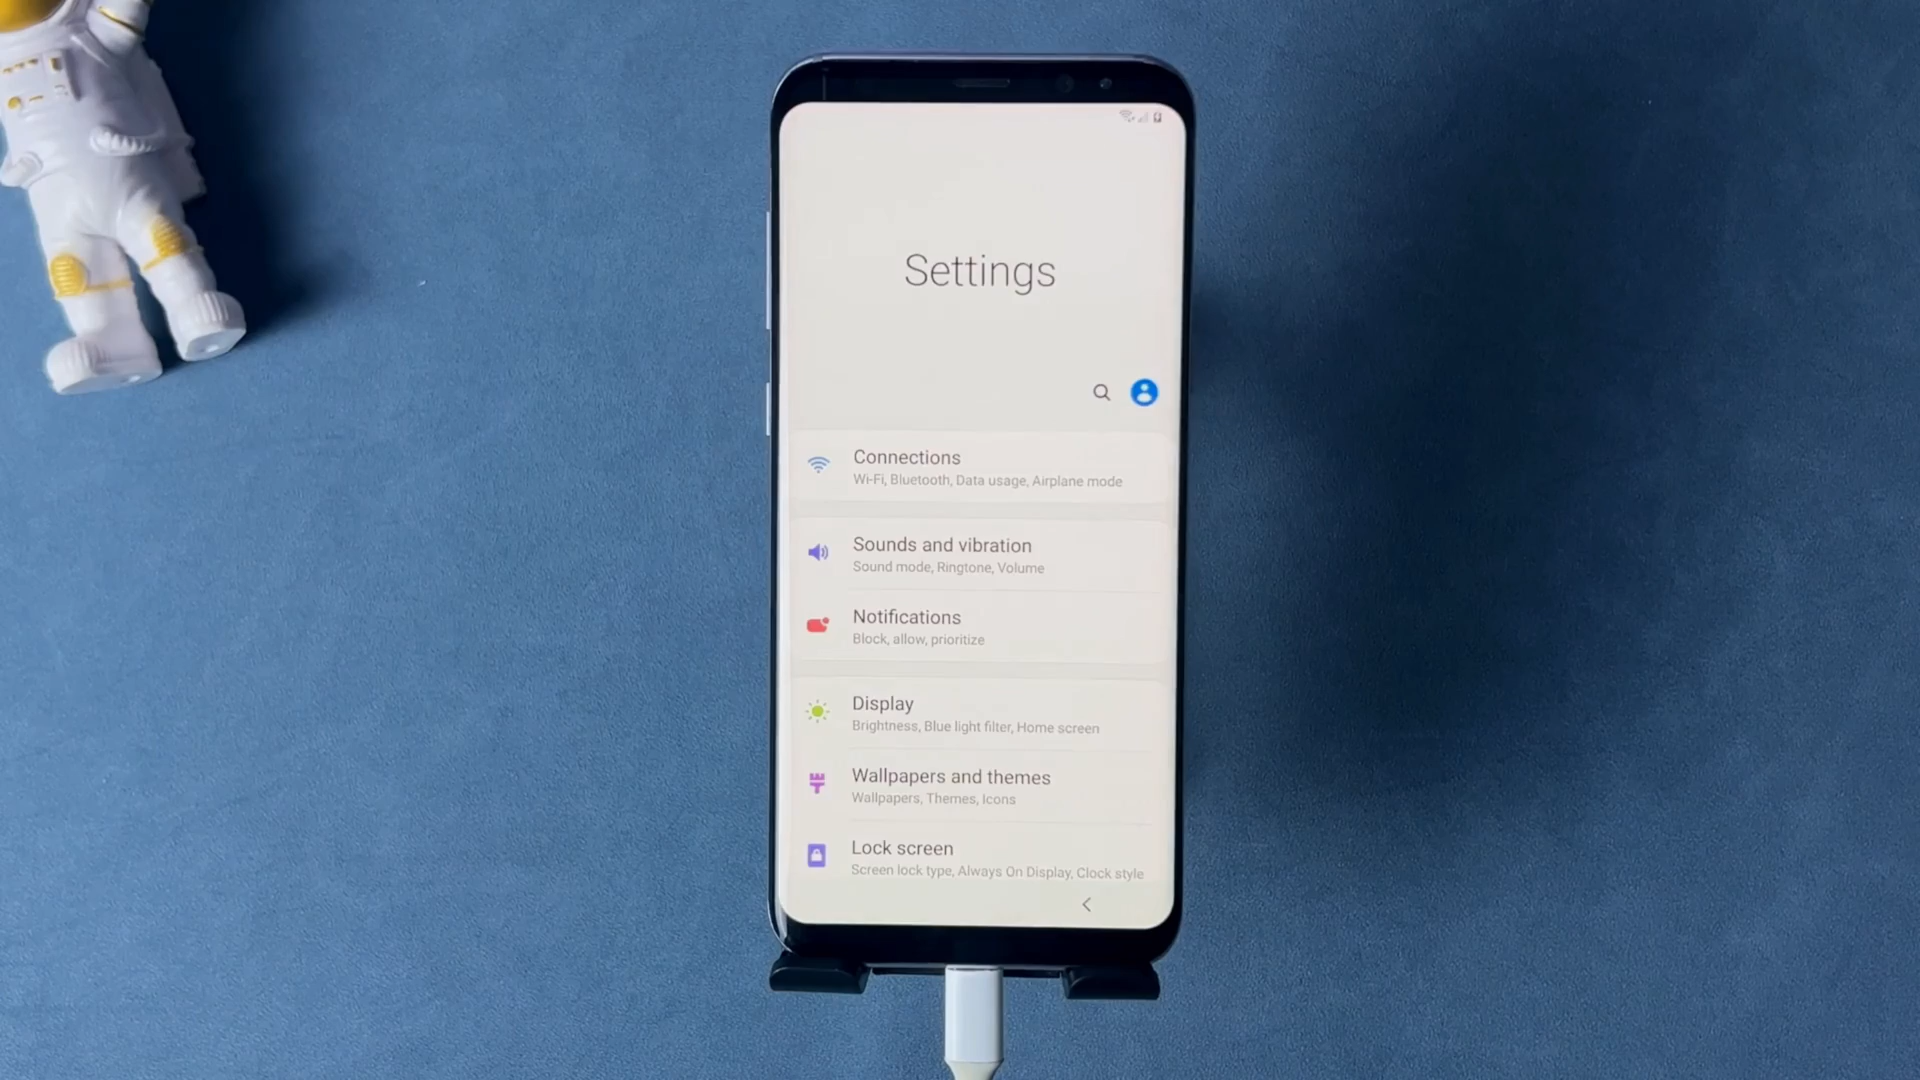 Settings
Connections
Wi-Fi, Bluetooth, Data usage, Airplane mode
Sounds and vibration
Sound mode, Ringtone, Volume
Notifications
Block, allow, prioritize
Display
Brightness, Blue light filter, Home screen
Wallpapers and themes
Wallpapers, Themes, Icons
Lock screen
Screen lock type, Always On Display, Clock style